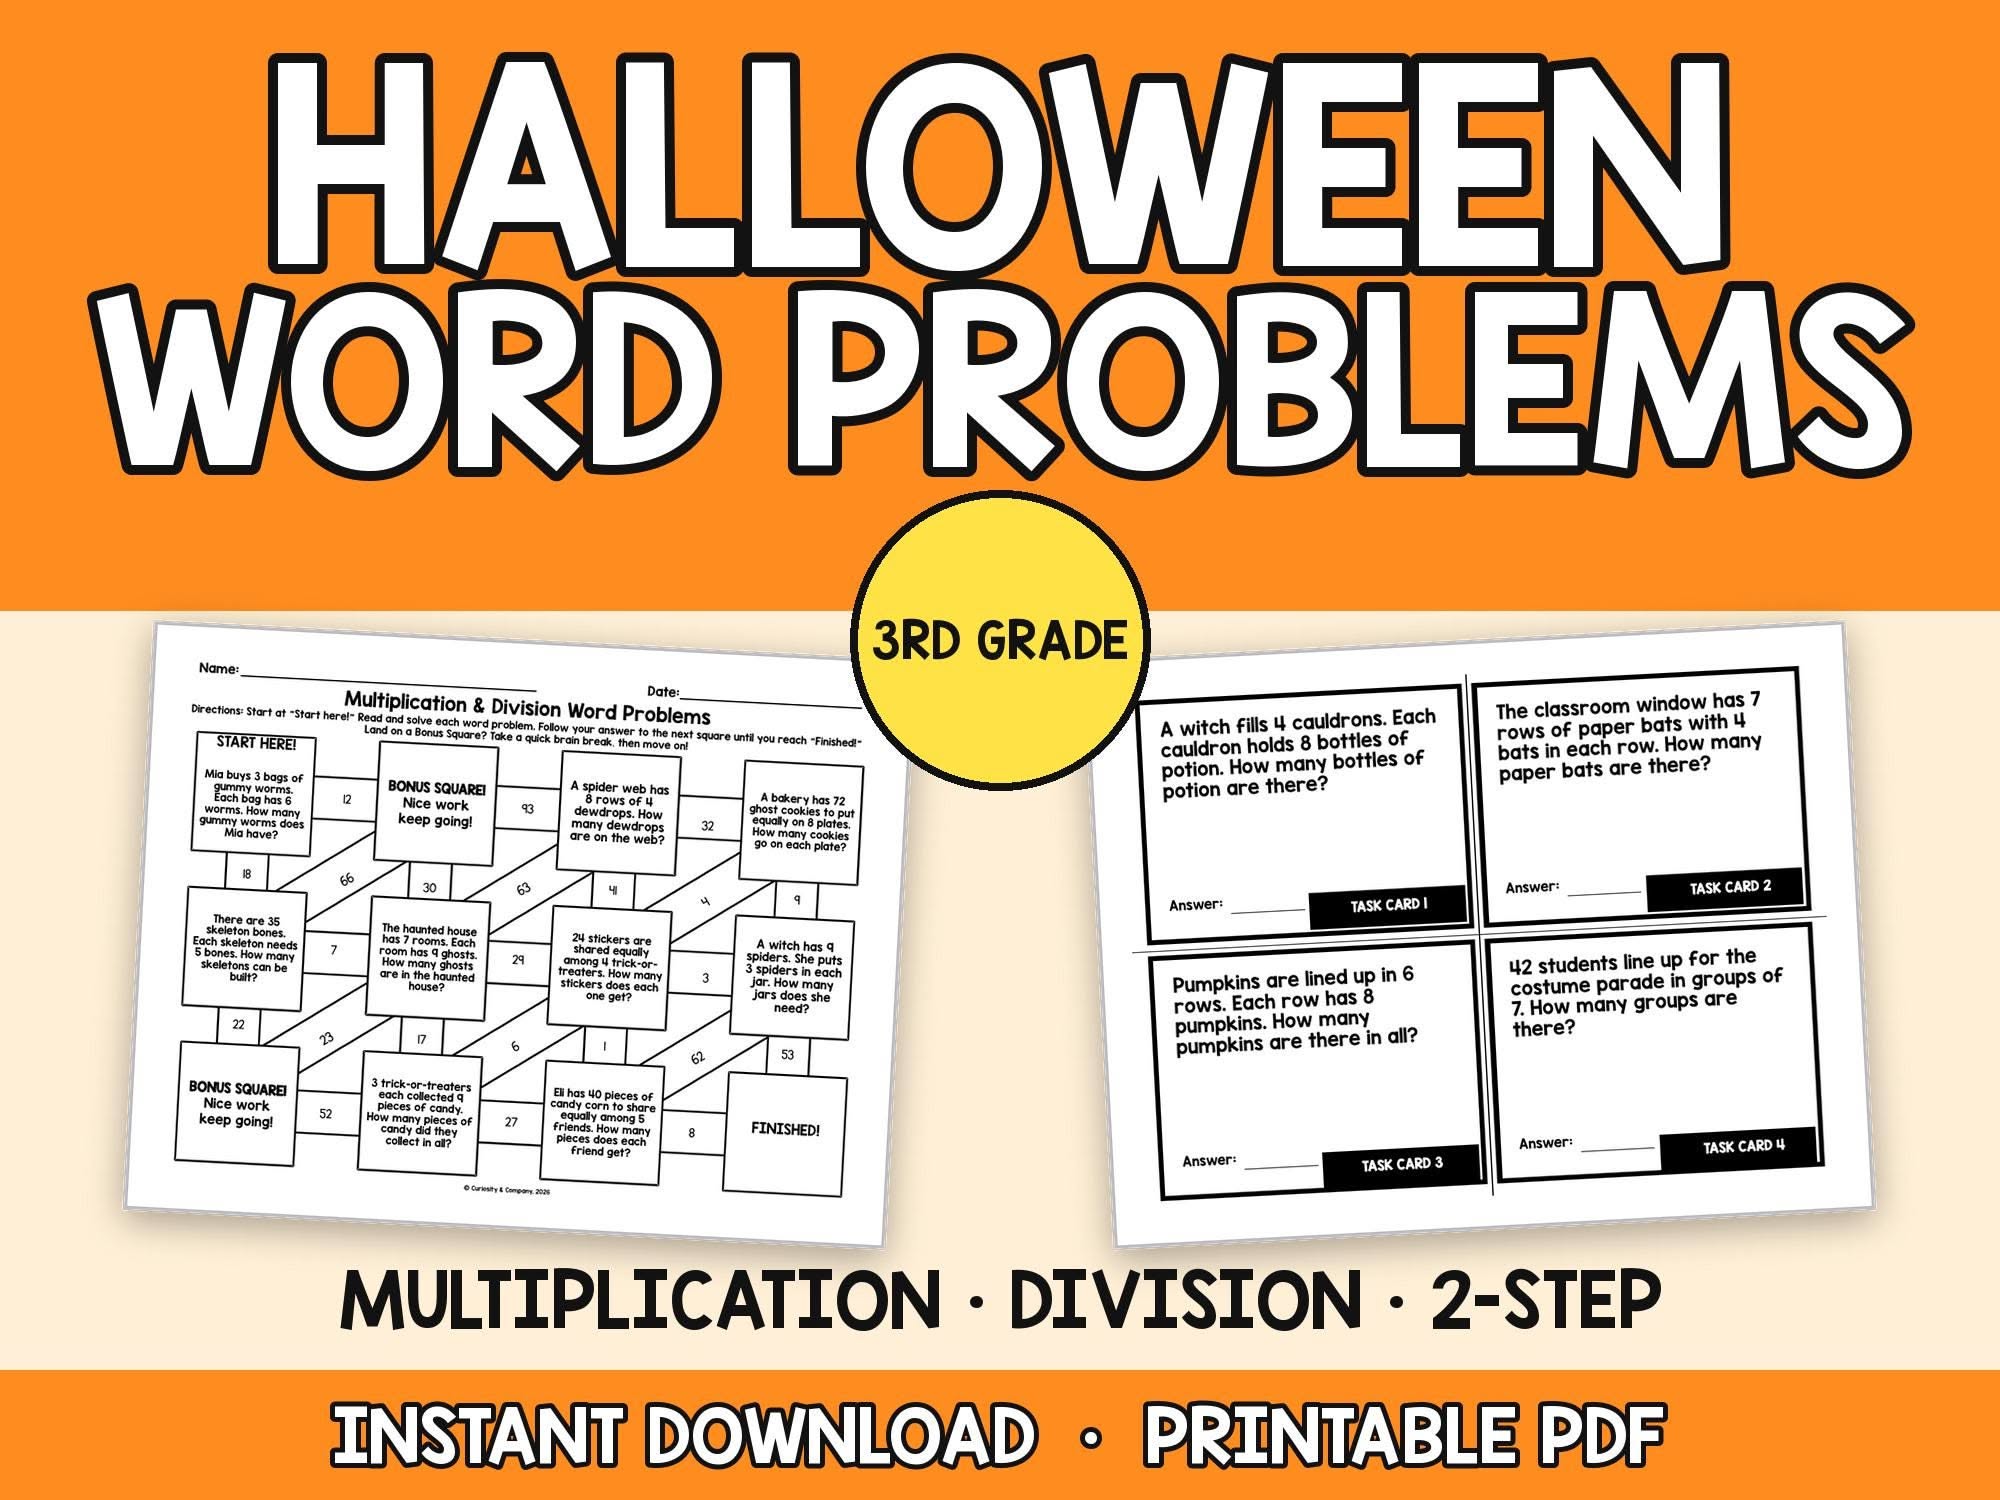 HALLOWEEN
WORD PROBLEMS
3RD GRADE
Name:
Date:
Multiplication & Division Word Problems
Directions: Start at "Start here!" Read and solve each word problem. Follow your answer to the next square until you reach "Finished!"
Land on a Bonus Square? Take a quick brain break, then move on!
START HERE!
Mia buys 3 bags of
gummy worms.
Each bag has 6
worms. How many
gummy worms does
Mia have?
12
BONUS SQUARE!
Nice work
keep going!
93
A spider web has
8 rows of 4
dewdrops. How
many dewdrops
are on the web?
32
A bakery has 72
ghost cookies to put
equally on 8 plates.
How many cookies
go on each plate?
18
66
30
63
41
4
9
There are 35
skeleton bones.
Each skeleton needs
5 bones. How many
skeletons can be
built?
7
The haunted house
has 7 rooms. Each
room has 9 ghosts.
How many ghosts
are in the haunted
house?
29
24 stickers are
shared equally
among 4 trick-or-
treaters. How many
stickers does each
one get?
3
A witch has 9
spiders. She puts
3 spiders in each
jar. How many
jars does she
need?
22
23
17
6
1
62
53
BONUS SQUARE!
Nice work
keep going!
52
3 trick-or-treaters
each collected 9
pieces of candy.
How many pieces of
candy did they
collect in all?
27
Eli has 40 pieces of
candy corn to share
equally among 5
friends. How many
pieces does each
friend get?
8
FINISHED!
© Curiosity & Company, 2026
A witch fills 4 cauldrons. Each
cauldron holds 8 bottles of
potion. How many bottles of
potion are there?
Answer:
TASK CARD 1
The classroom window has 7
rows of paper bats with 4
bats in each row. How many
paper bats are there?
Answer:
TASK CARD 2
Pumpkins are lined up in 6
rows. Each row has 8
pumpkins. How many
pumpkins are there in all?
Answer:
TASK CARD 3
42 students line up for the
costume parade in groups of
7. How many groups are
there?
Answer:
TASK CARD 4
MULTIPLICATION · DIVISION · 2-STEP
INSTANT DOWNLOAD · PRINTABLE PDF